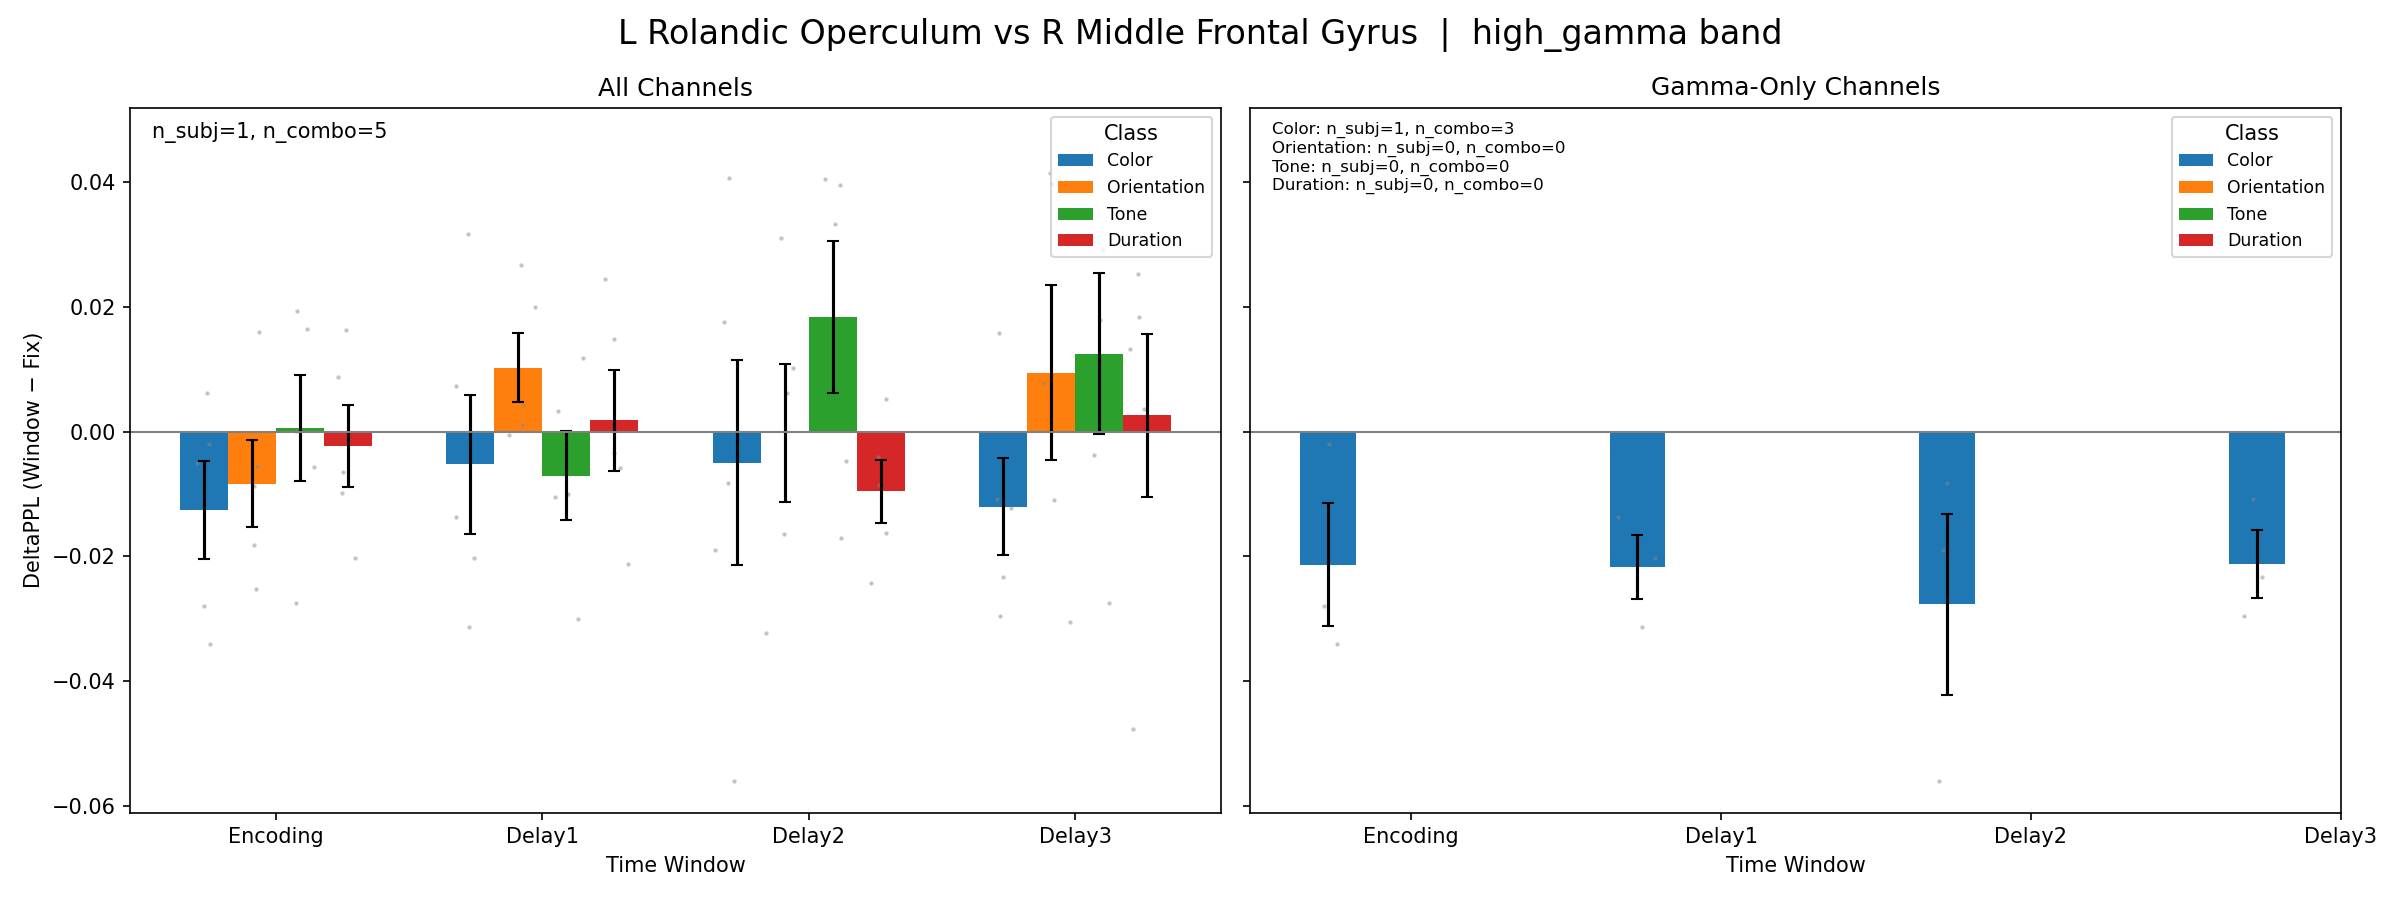 L Rolandic Operculum vs R Middle Frontal Gyrus | high_gamma band
All Channels
n_subj=1, n_combo=5
Class
Color
Orientation
Tone
Duration
DeltaPPL (Window − Fix)
0.04
0.02
0.00
−0.02
−0.04
−0.06
Encoding
Delay1
Delay2
Delay3
Time Window
Gamma-Only Channels
Color: n_subj=1, n_combo=3
Orientation: n_subj=0, n_combo=0
Tone: n_subj=0, n_combo=0
Duration: n_subj=0, n_combo=0
Class
Color
Orientation
Tone
Duration
Encoding
Delay1
Delay2
Delay3
Time Window